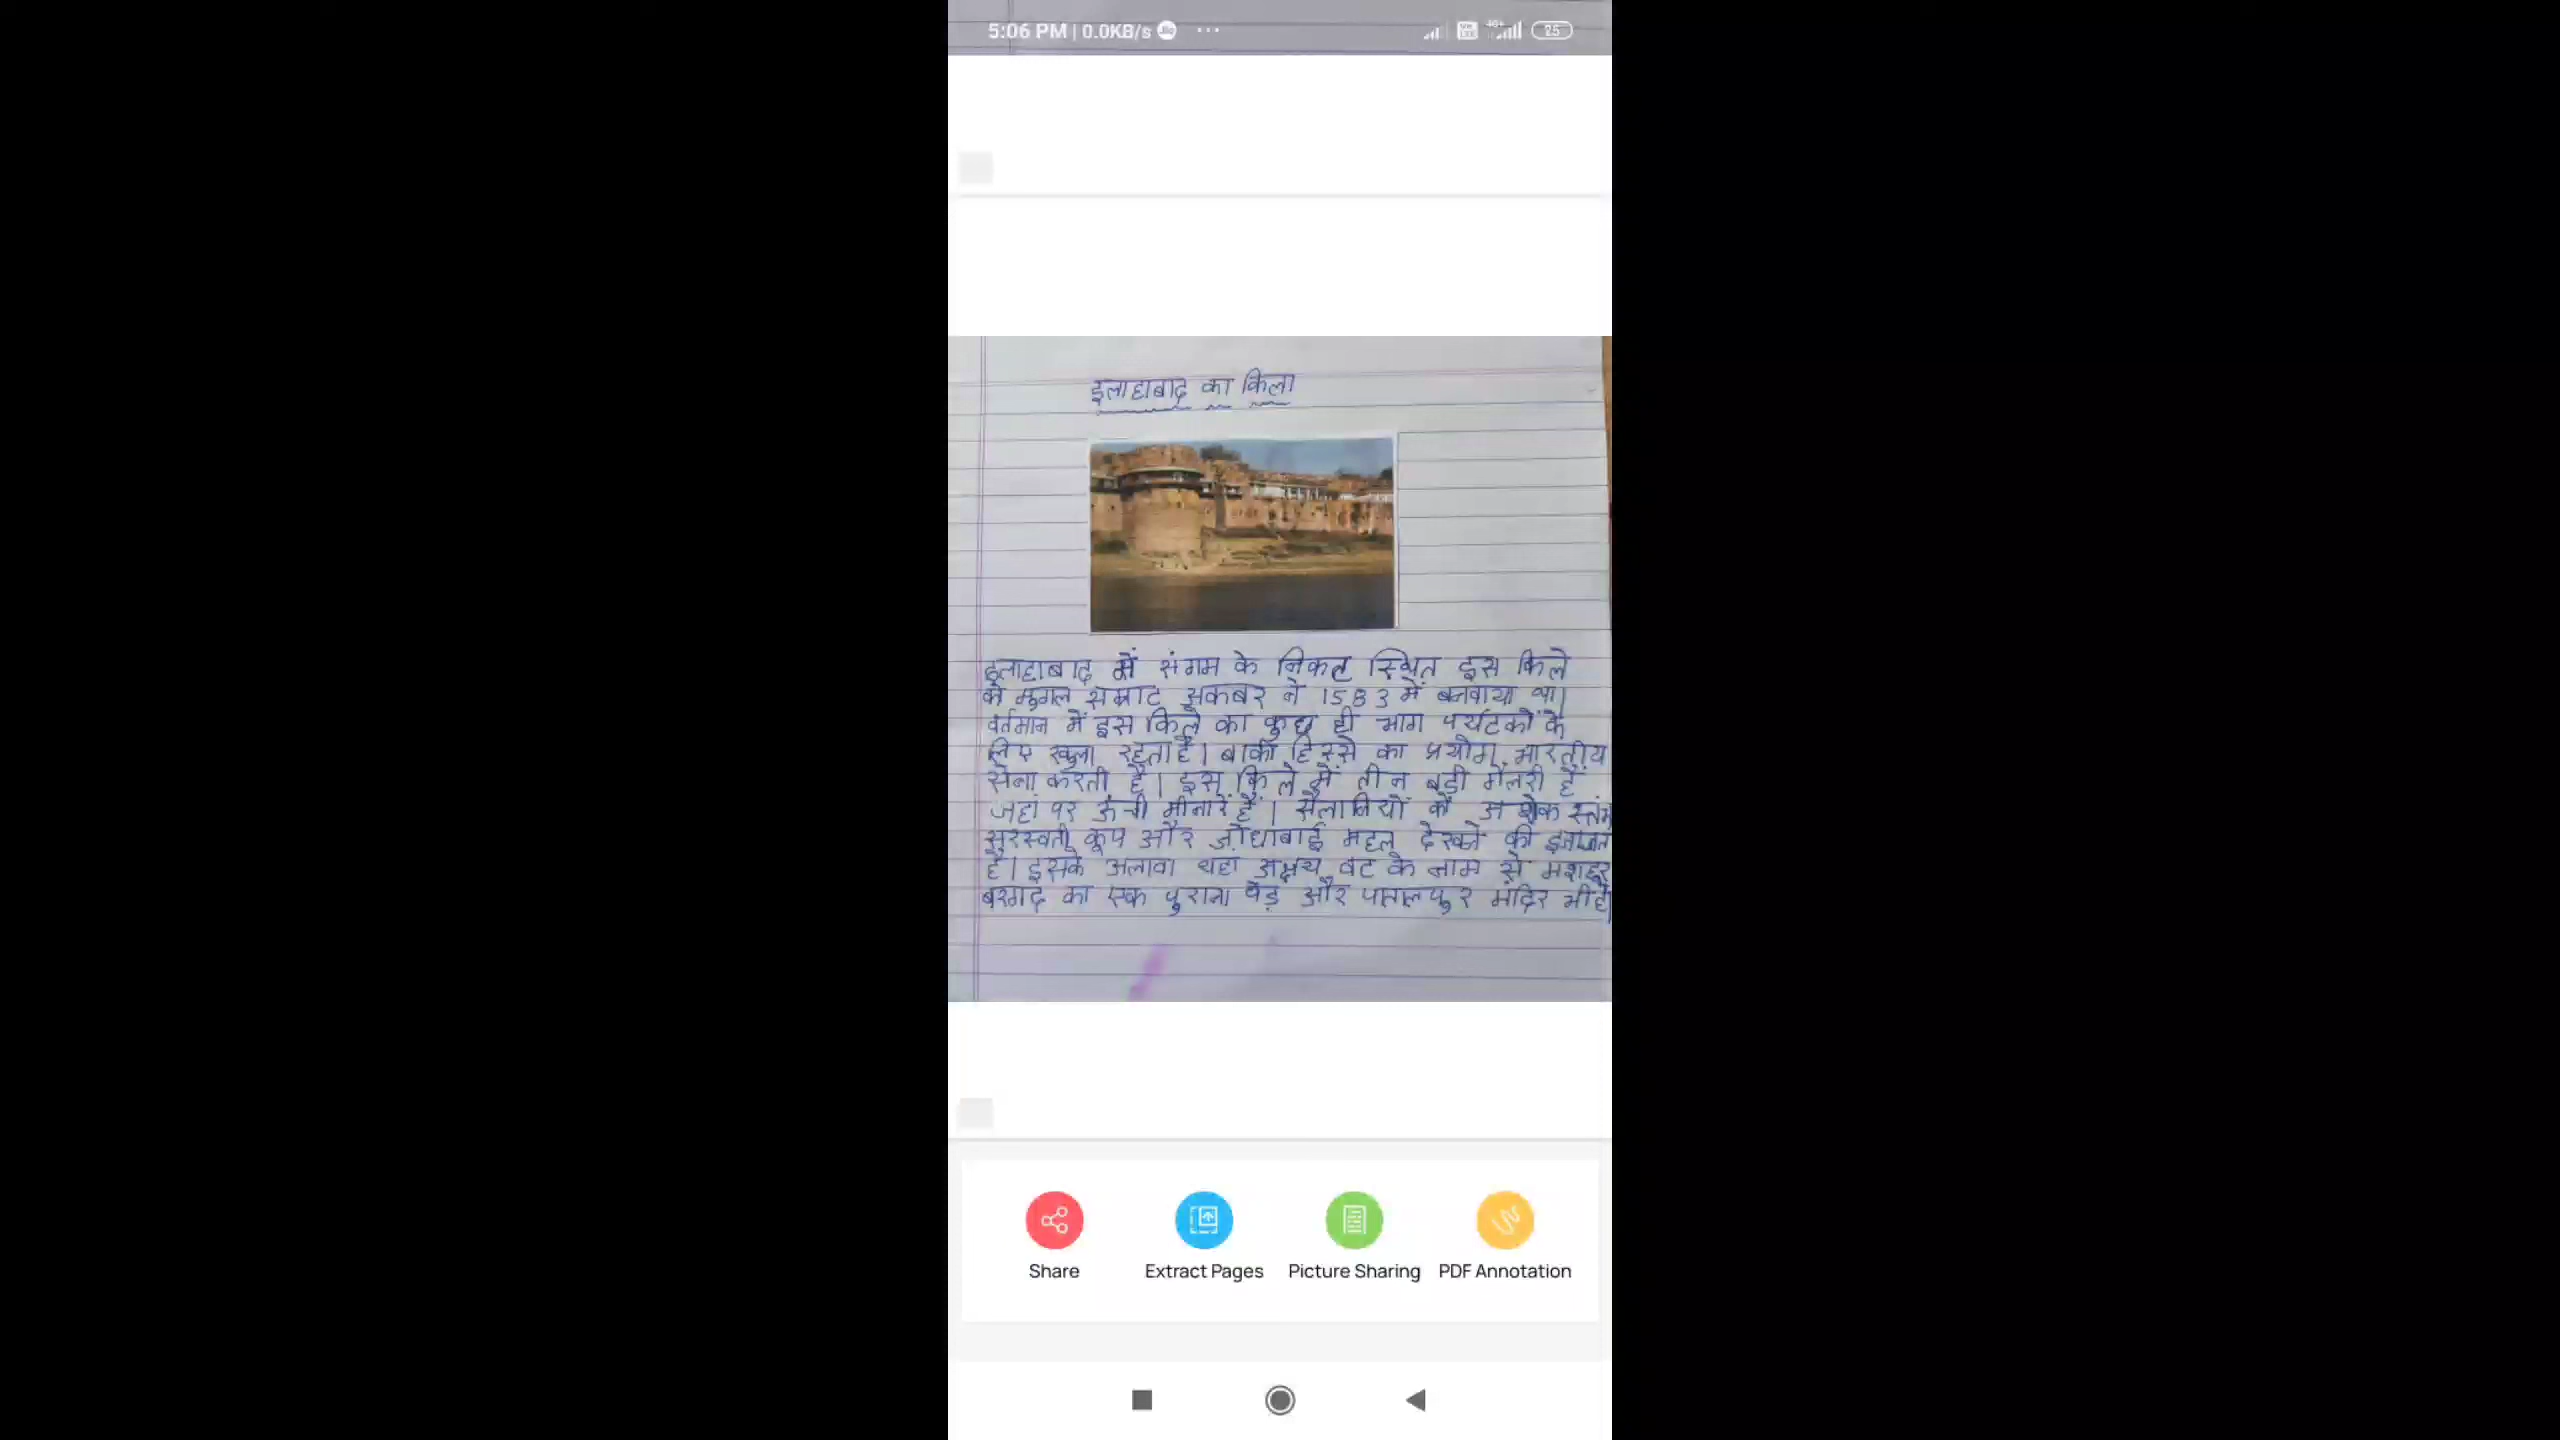 5:06 PM | 0.0KB/s
25
इलाहाबाद का किला
इलाहाबाद में संगम के निकट स्थित इस किले
को मुगल सम्राट अकबर ने 1583 में बनवाया था।
वर्तमान में इस किले का कुछ ही भाग पर्यटकों के
लिए खुला रहता है। बाकी हिस्से का प्रयोग भारतीय
सेना करती है। इस किले में तीन बड़ी गैलरी हैं
जहां पर ऊंची मीनारें हैं। सैलानियों को अशोक स्तंभ
सरस्वती कूप और जोधाबाई महल देखने की इजाजत
है। इसके अलावा यहां अक्षय वट के नाम से मशहूर
बरगद का एक पुराना पेड़ और पातालपुर मंदिर भी है।
Share Extract Pages Picture Sharing PDF Annotation